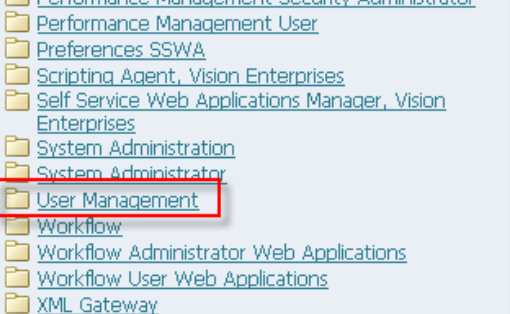 Performance Management Security Administrator
Performance Management User
Preferences SSWA
Scripting Agent, Vision Enterprises
Self Service Web Applications Manager, Vision
Enterprises
System Administration
System Administrator
User Management
Workflow
Workflow Administrator Web Applications
Workflow User Web Applications
XML Gateway